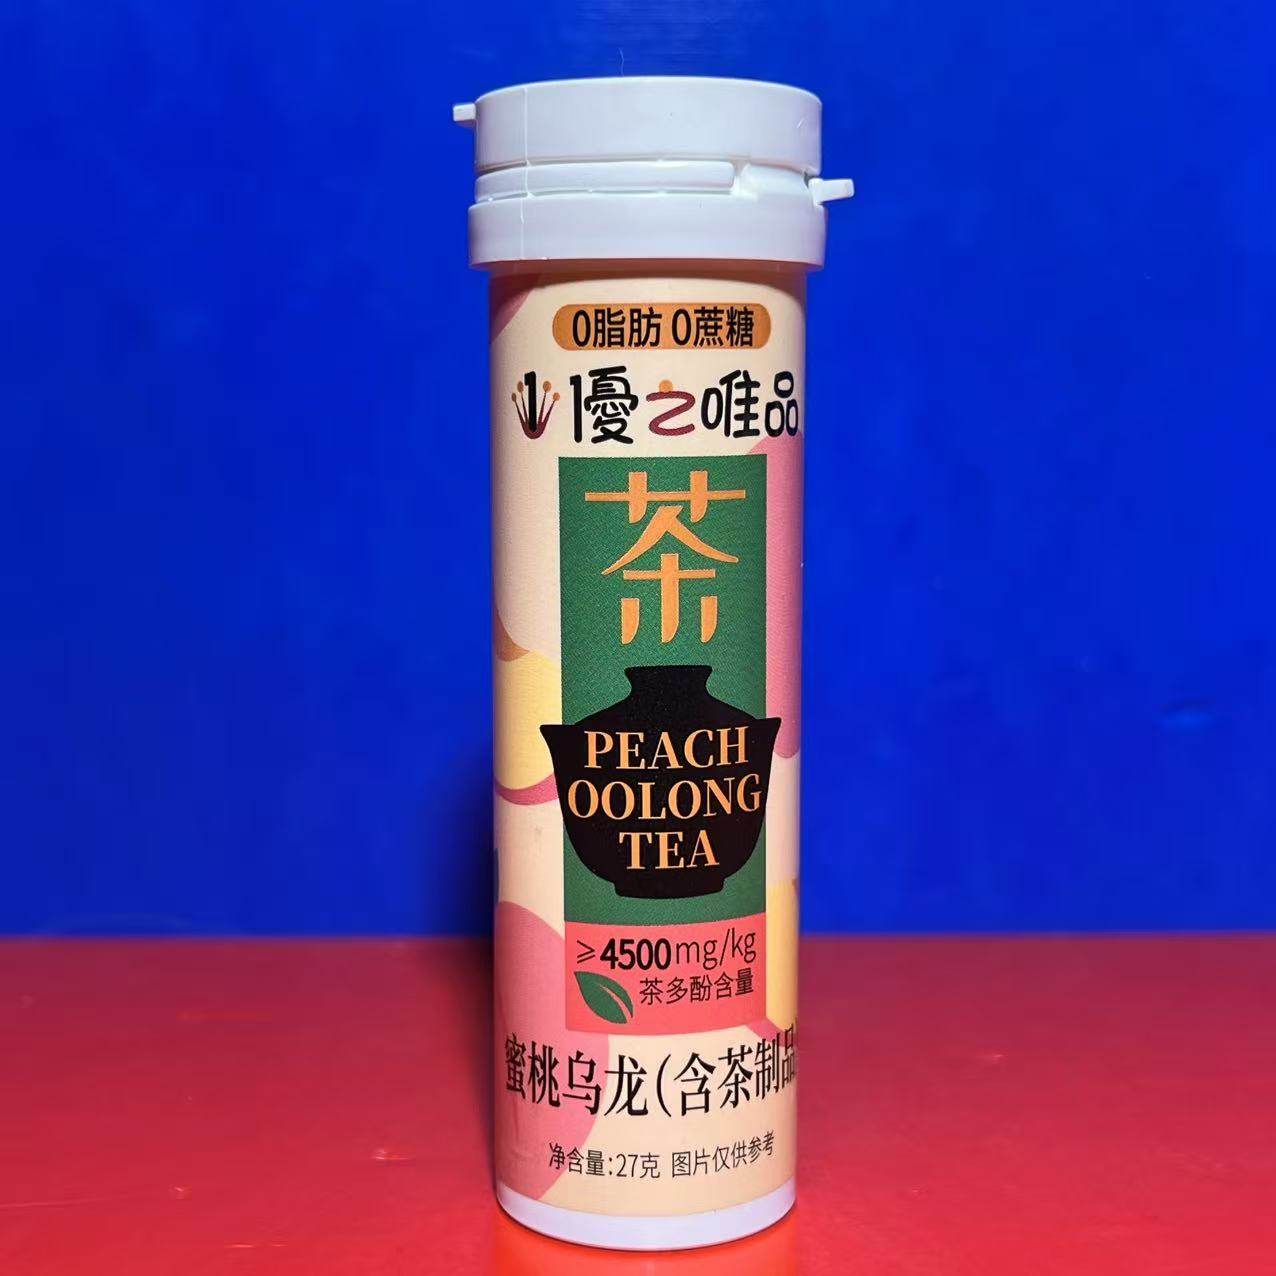 0脂肪 0蔗糖
優之唯品
茶
PEACH
OOLONG
TEA
≥4500mg/kg
茶多酚含量
蜜桃乌龙(含茶制品
净含量:27克 图片仅供参考